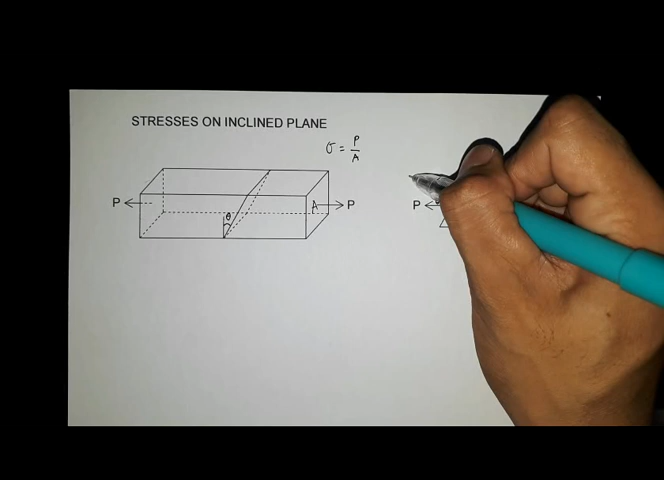 STRESSES ON INCLINED PLANE
σ = P/A
P
θ
A
P
P